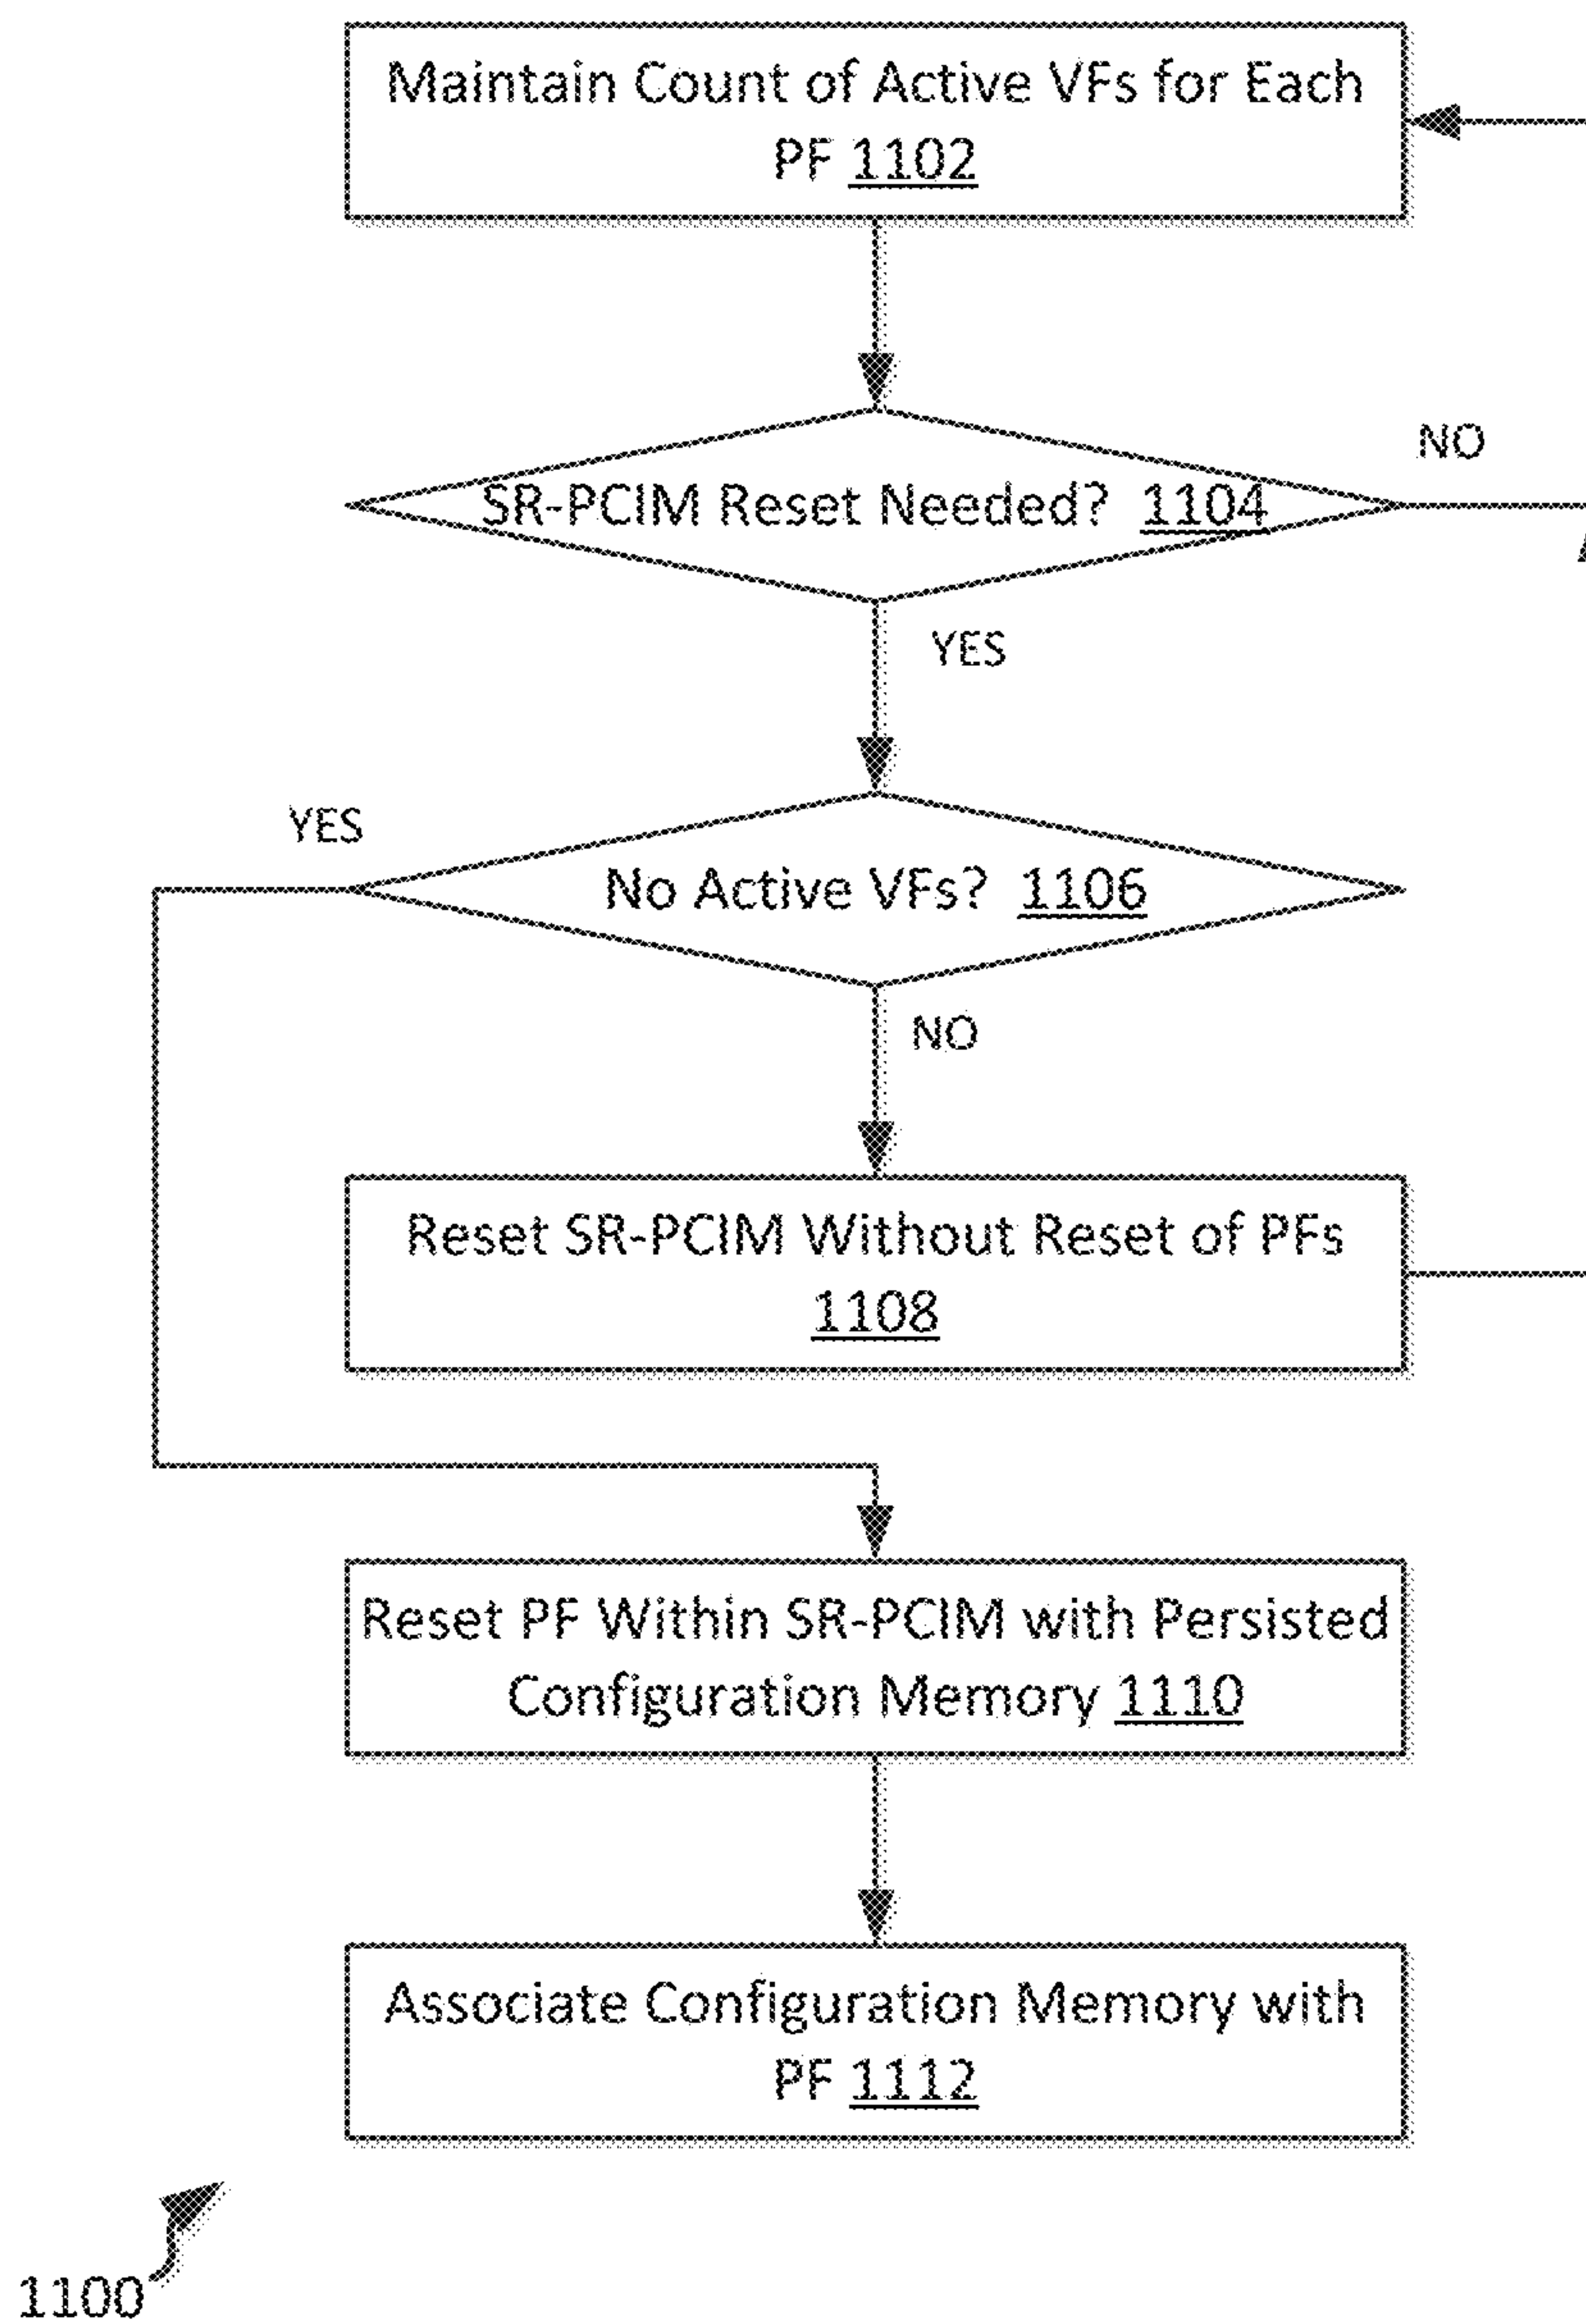 Maintain Count of Active VFs for Each
PF 1102
NO
SR-PCIM Reset Needed? 1104
YES
YES
No Active VFs? 1106
NO
Reset SR-PCIM Without Reset of PFs
1108
Reset PF Within SR-PCIM with Persisted
Configuration Memory 1110
Associate Configuration Memory with
PF 1112
1100